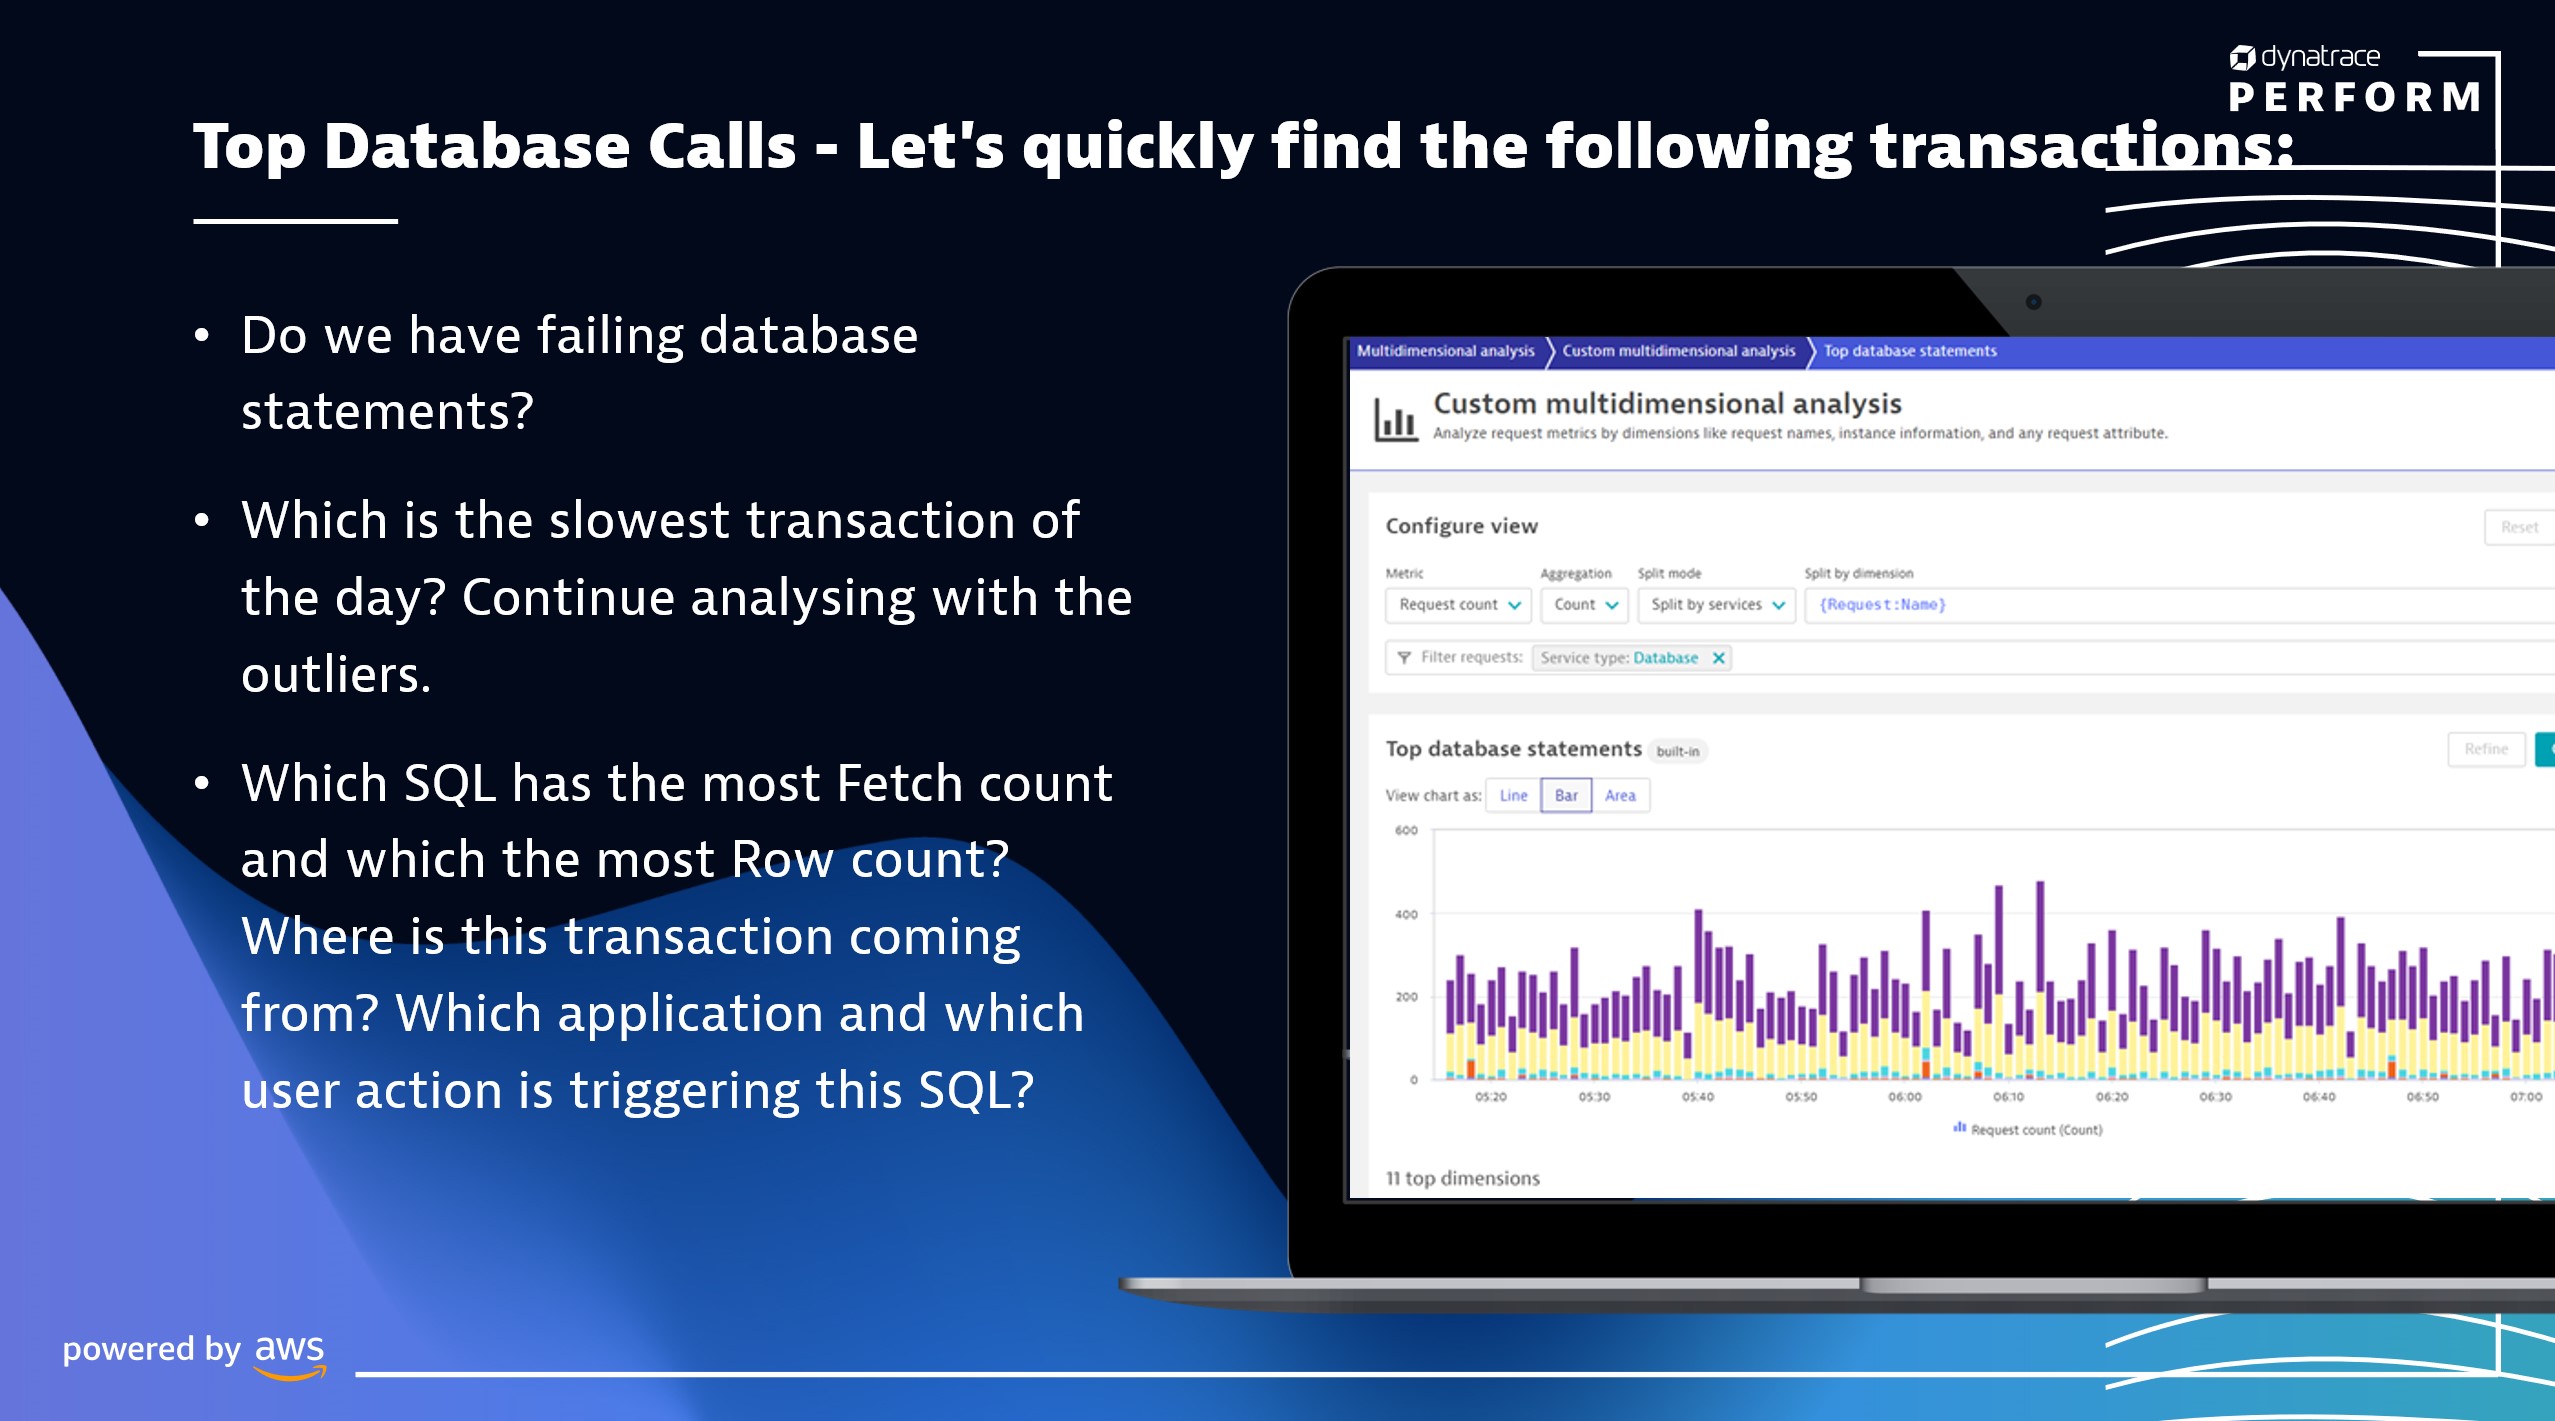 dynatrace
PERFORM
Top Database Calls - Let's quickly find the following transactions:
• Do we have failing database
statements?
• Which is the slowest transaction of
the day? Continue analysing with the
outliers.
• Which SQL has the most Fetch count
and which the most Row count?
Where is this transaction coming
from? Which application and which
user action is triggering this SQL?
Multidimensional analysis Custom multidimensional analysis Top database statements
Custom multidimensional analysis
Analyze request metrics by dimensions like request names, instance information, and any request attribute.
Configure view Reset
Metric Aggregation Split mode Split by dimension
Request count Count Split by services {Request:Name}
Filter requests: Service type: Database ✕
Top database statements built-in Refine
View chart as: Line Bar Area
600
400
200
0
05:20 05:30 05:40 05:50 06:00 06:10 06:20 06:30 06:40 06:50 07:00
Request count (Count)
11 top dimensions
powered by aws